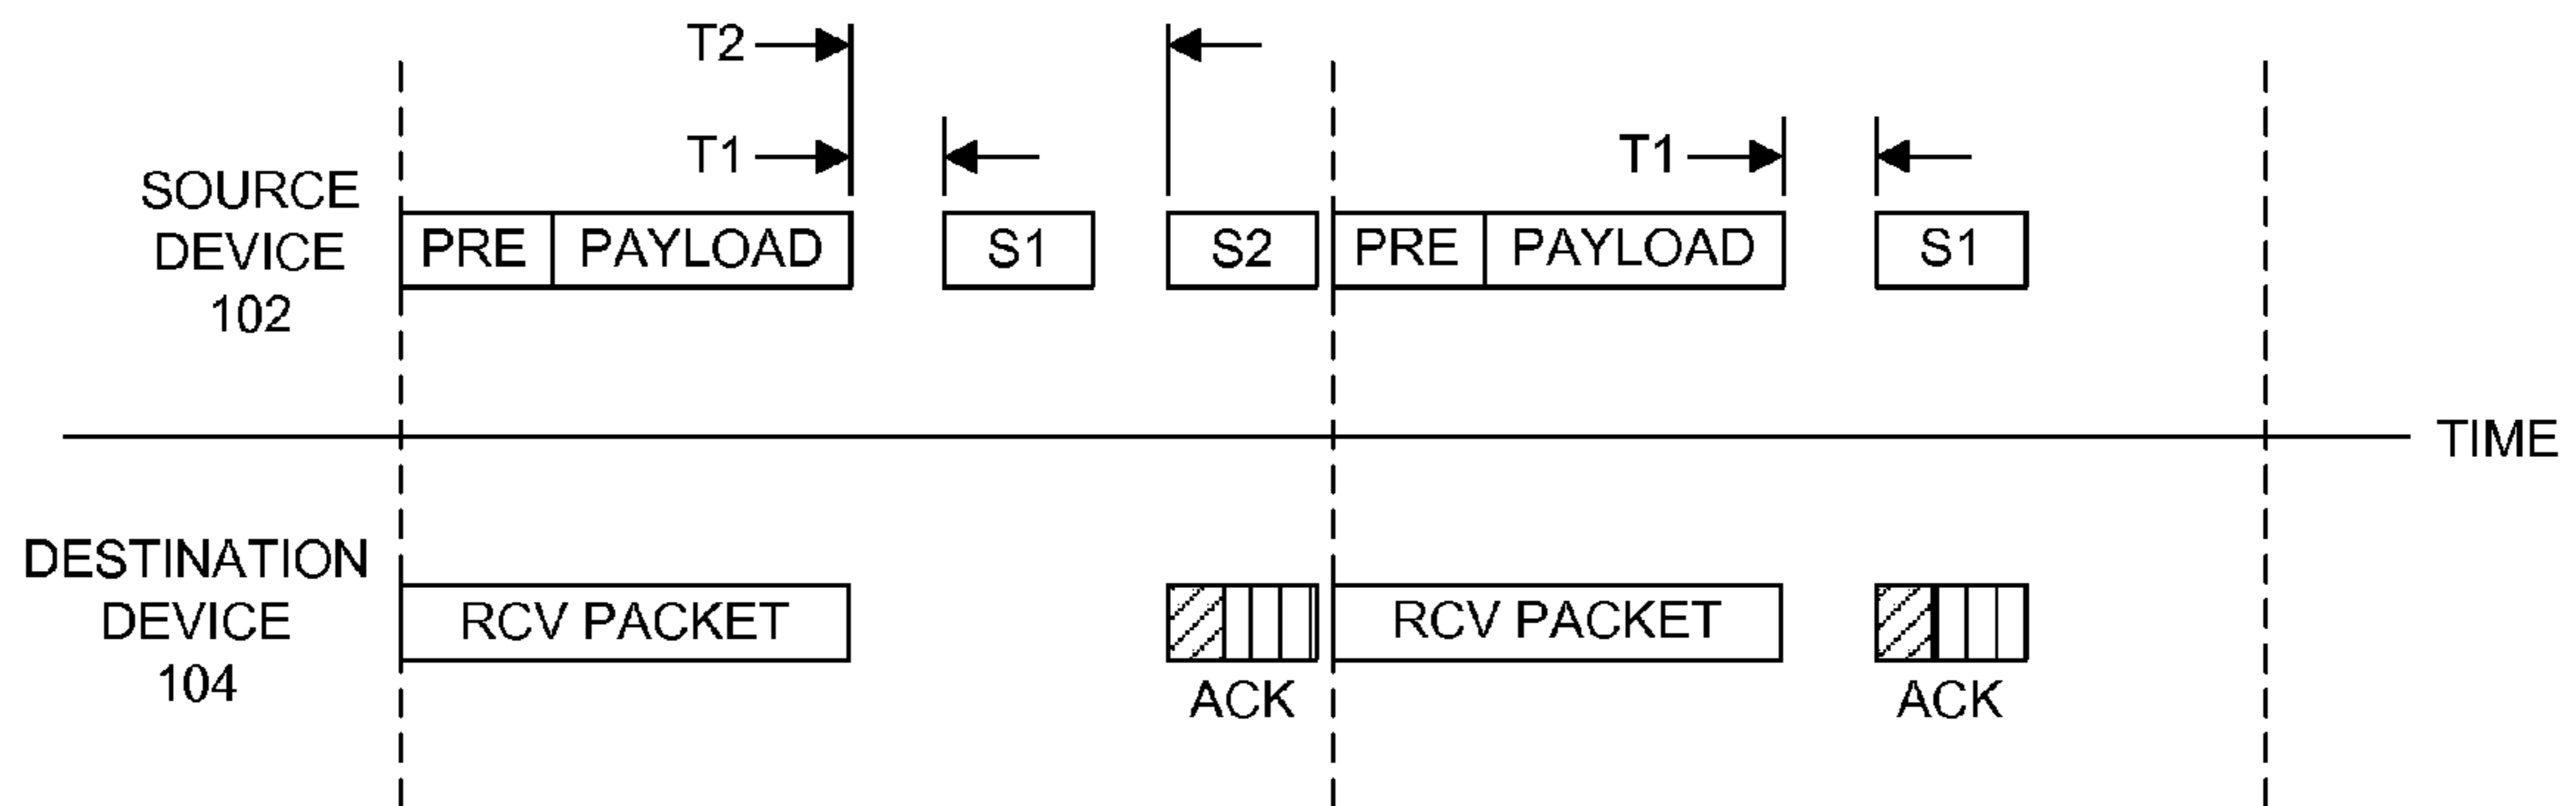 T2
T1
T1
SOURCE
DEVICE
102
PRE PAYLOAD S1 S2 PRE PAYLOAD S1
TIME
DESTINATION
DEVICE
104
RCV PACKET
RCV PACKET
ACK
ACK